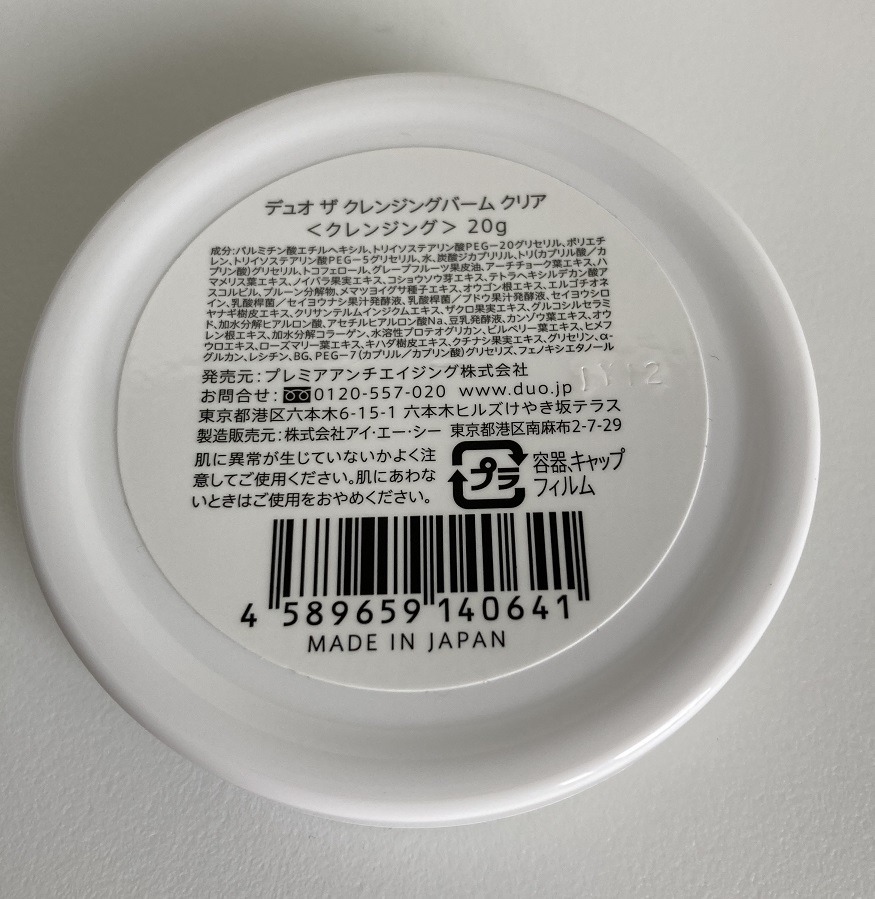 デュオ ザ クレンジングバーム クリア
＜クレンジング＞ 20g
成分:パルミチン酸エチルヘキシル、トリイソステアリン酸PEG-20グリセリル、ポリエチ
レン、トリイソステアリン酸PEG-5グリセリル、水、炭酸ジカプリリル、トリ(カプリル酸／カ
プリン酸)グリセリル、トコフェロール、グレープフルーツ果皮油、アーチチョーク葉エキス、ハ
マメリス葉エキス、ノイバラ果実エキス、コショウソウ芽エキス、テトラヘキシルデカン酸ア
スコルビル、プルーン分解物、メマツヨイグサ種子エキス、オウゴン根エキス、エルゴチオネ
イン、乳酸桿菌／セイヨウナシ果汁発酵液、乳酸桿菌／ブドウ果汁発酵液、セイヨウシロ
ヤナギ樹皮エキス、クリサンテルムインジクムエキス、ザクロ果実エキス、グルコシルセラミ
ド、加水分解ヒアルロン酸、アセチルヒアルロン酸Na、豆乳発酵液、カンゾウ葉エキス、オウ
レン根エキス、加水分解コラーゲン、水溶性プロテオグリカン、ビルベリー葉エキス、ヒメフ
ウロエキス、ローズマリー葉エキス、キハダ樹皮エキス、クチナシ果実エキス、グリセリン、α-
グルカン、レシチン、BG、PEG-7(カプリル／カプリン酸)グリセリズ、フェノキシエタノール
発売元:プレミアアンチエイジング株式会社
お問合せ:0120-557-020 www.duo.jp
1Y12
東京都港区六本木6-15-1 六本木ヒルズけやき坂テラス
製造販売元:株式会社アイ・エー・シー 東京都港区南麻布2-7-29
肌に異常が生じていないかよく注
意してご使用ください。肌にあわな
いときはご使用をおやめください。
プラ
容器、キャップ
フィルム
4 589659 140641
MADE IN JAPAN